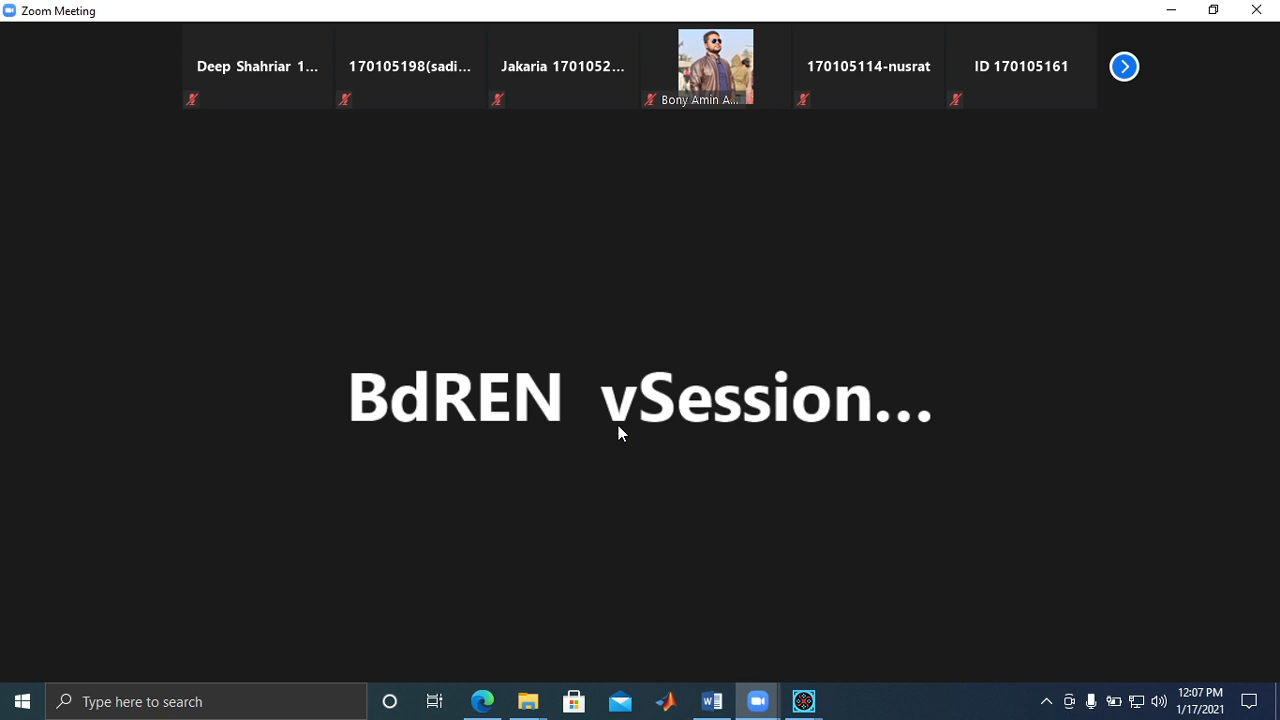 Zoom Meeting
Deep Shahriar 1...
170105198(sadi...
Jakaria 1701052...
Bony Amin A...
170105114-nusrat
ID 170105161
BdREN vSession...
Type here to search
12:07 PM
1/17/2021